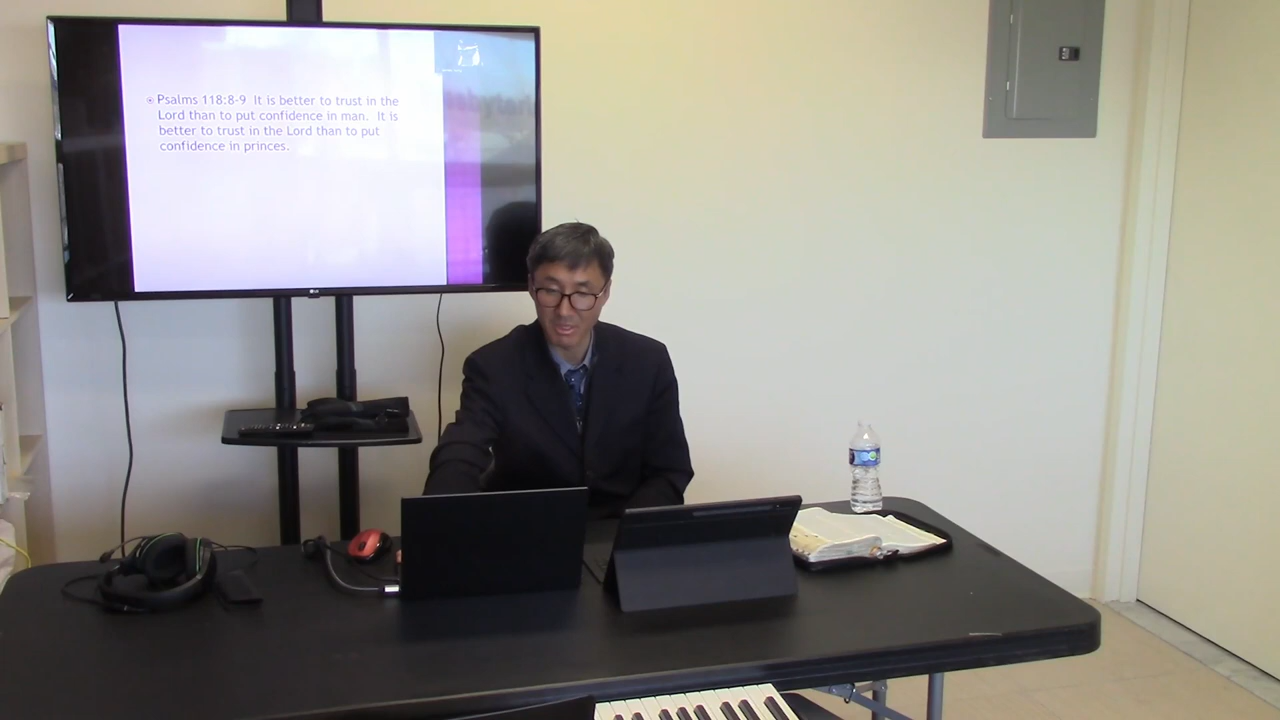 Psalms 118:8-9  It is better to trust in the
Lord than to put confidence in man.  It is
better to trust in the Lord than to put
confidence in princes.
LG